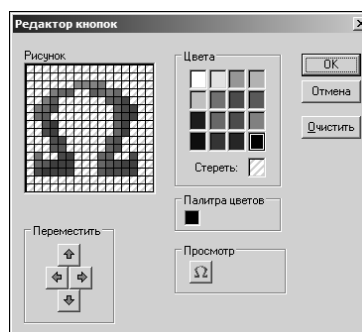 Редактор кнопок
Рисунок
Цвета
OK
Отмена
Очистить
Стереть:
Палитра цветов
Переместить
Просмотр
Ω